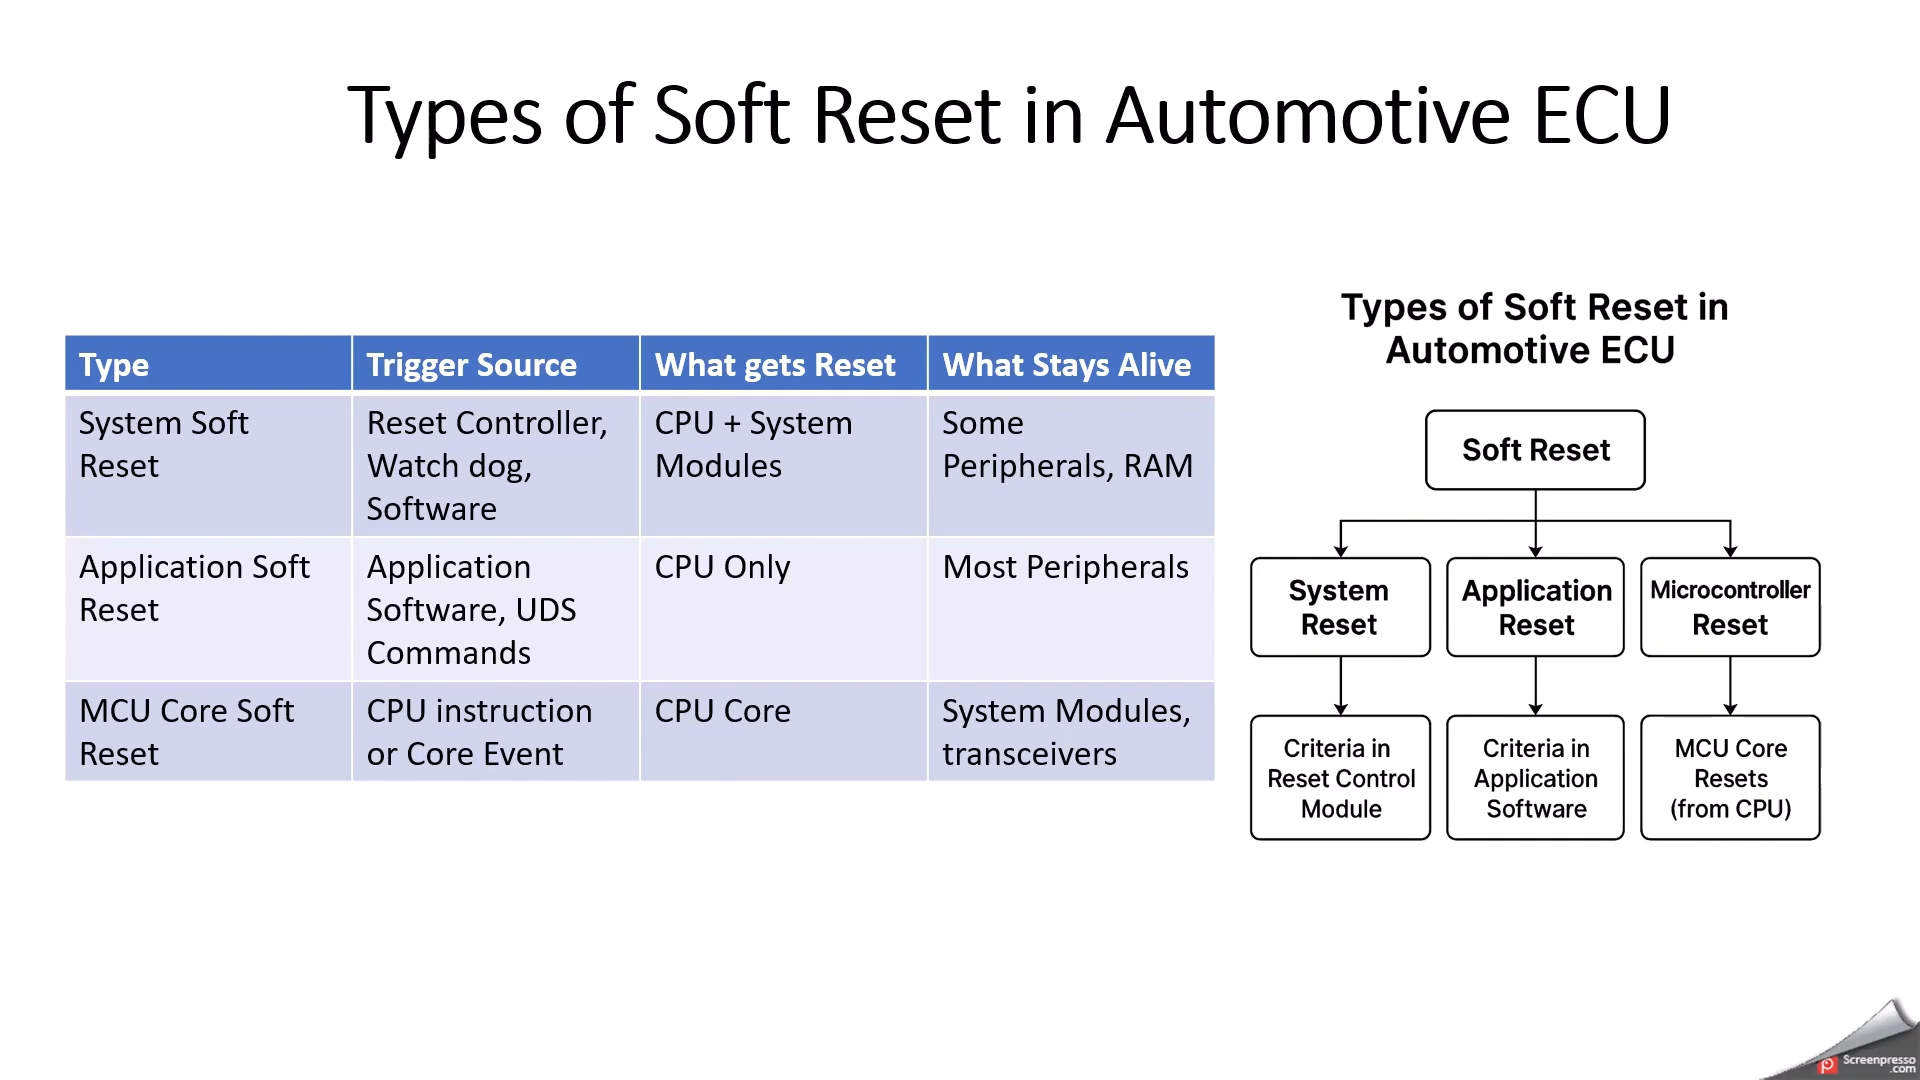 Types of Soft Reset in Automotive ECU
Type
Trigger Source
What gets Reset
What Stays Alive
System Soft
Reset
Reset Controller,
Watch dog,
Software
CPU + System
Modules
Some
Peripherals, RAM
Application Soft
Reset
Application
Software, UDS
Commands
CPU Only
Most Peripherals
MCU Core Soft
Reset
CPU instruction
or Core Event
CPU Core
System Modules,
transceivers
Types of Soft Reset in
Automotive ECU
Soft Reset
System
Reset
Application
Reset
Microcontroller
Reset
Criteria in
Reset Control
Module
Criteria in
Application
Software
MCU Core
Resets
(from CPU)
Screenpresso
.com